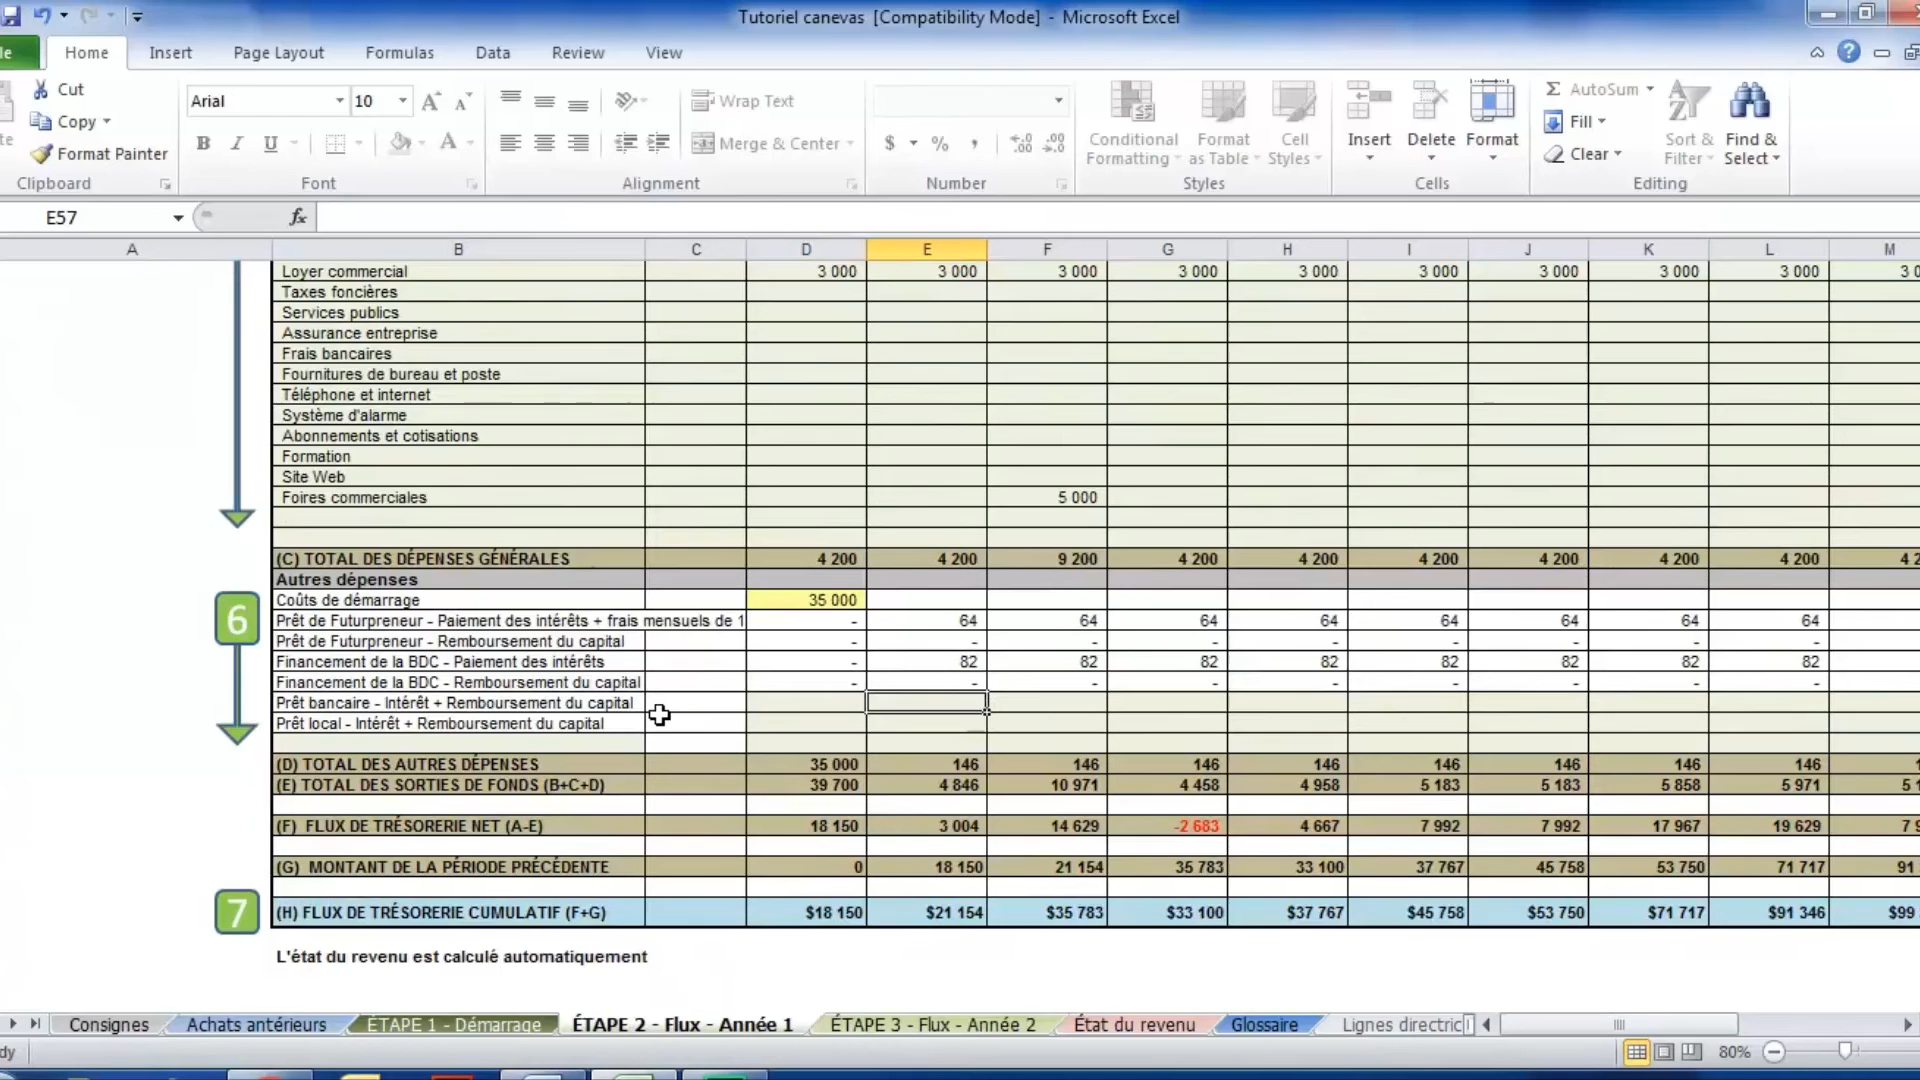 Tutoriel canevas [Compatibility Mode] - Microsoft Excel
le Home Insert Page Layout Formulas Data Review View
Cut
Copy
Format Painter
Clipboard
Arial 10
B I U A
Font
Wrap Text
Merge & Center
Alignment
$ % ,
Number
Conditional Formatting
Format as Table
Cell Styles
Styles
Insert Delete Format
Cells
Σ AutoSum
Fill
Clear
Sort & Filter
Find & Select
Editing
E57 fx
A B C D E F G H I J K L M
Loyer commercial 3 000 3 000 3 000 3 000 3 000 3 000 3 000 3 000 3 000 3 0
Taxes foncières
Services publics
Assurance entreprise
Frais bancaires
Fournitures de bureau et poste
Téléphone et internet
Système d'alarme
Abonnements et cotisations
Formation
Site Web
Foires commerciales 5 000
(C) TOTAL DES DÉPENSES GÉNÉRALES 4 200 4 200 9 200 4 200 4 200 4 200 4 200 4 200 4 200 4 2
Autres dépenses
Coûts de démarrage 35 000
6
Prêt de Futurpreneur - Paiement des intérêts + frais mensuels de 1 - 64 64 64 64 64 64 64 64
Prêt de Futurpreneur - Remboursement du capital - - - - - - - - -
Financement de la BDC - Paiement des intérêts - 82 82 82 82 82 82 82 82
Financement de la BDC - Remboursement du capital - - - - - - - - -
Prêt bancaire - Intérêt + Remboursement du capital
Prêt local - Intérêt + Remboursement du capital
(D) TOTAL DES AUTRES DÉPENSES 35 000 146 146 146 146 146 146 146 146 1
(E) TOTAL DES SORTIES DE FONDS (B+C+D) 39 700 4 846 10 971 4 458 4 958 5 183 5 183 5 858 5 971 5 1
(F) FLUX DE TRÉSORERIE NET (A-E) 18 150 3 004 14 629 -2 683 4 667 7 992 7 992 17 967 19 629 7 9
(G) MONTANT DE LA PÉRIODE PRÉCÉDENTE 0 18 150 21 154 35 783 33 100 37 767 45 758 53 750 71 717 91
7 (H) FLUX DE TRÉSORERIE CUMULATIF (F+G) $18 150 $21 154 $35 783 $33 100 $37 767 $45 758 $53 750 $71 717 $91 346 $99
L'état du revenu est calculé automatiquement
Consignes Achats antérieurs ÉTAPE 1 - Démarrage ÉTAPE 2 - Flux - Année 1 ÉTAPE 3 - Flux - Année 2 État du revenu Glossaire Lignes directric
dy 80%